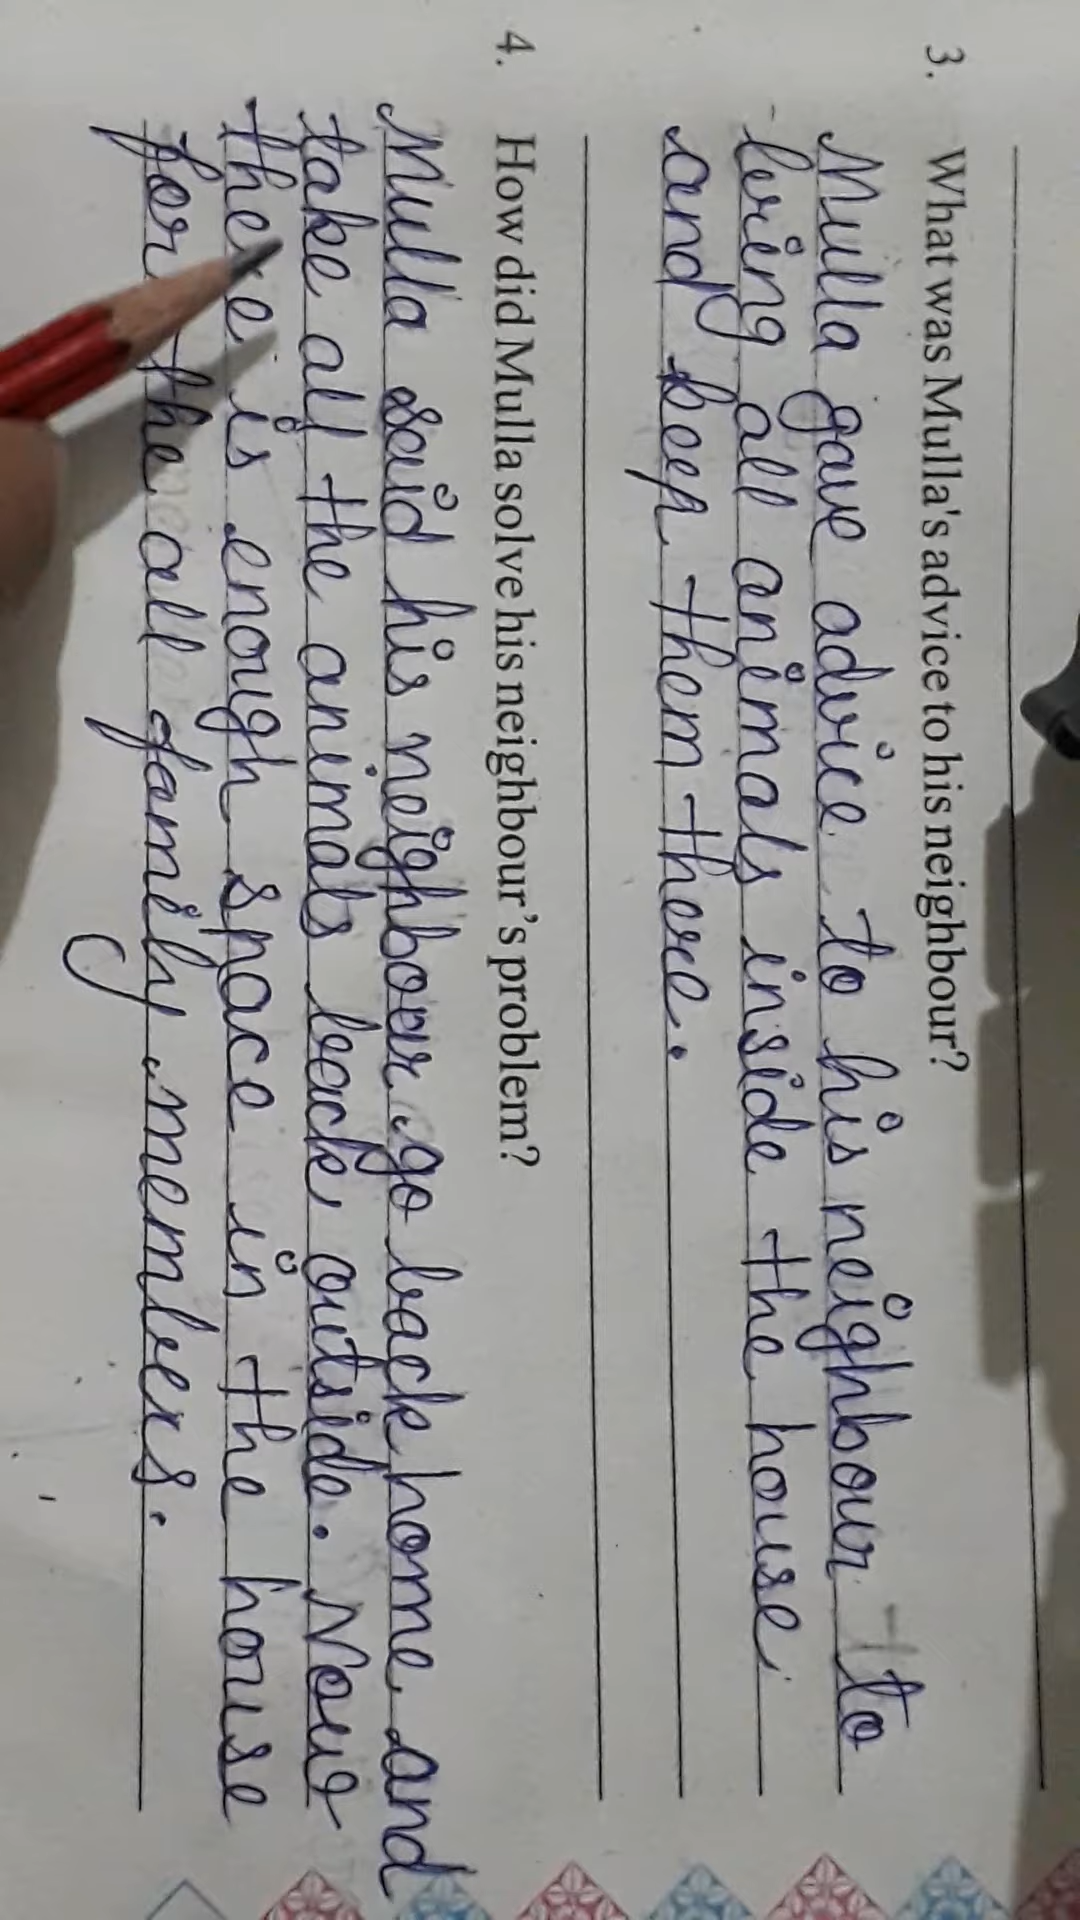 3. What was Mulla's advice to his neighbour?
Mulla gave advice to his neighbour to
bring all animals inside the house
and keep them there.
4. How did Mulla solve his neighbour's problem?
Mulla said his neighbour go back home and
take all the animals back outside. Now
there is enough space in the house
for the all family members.